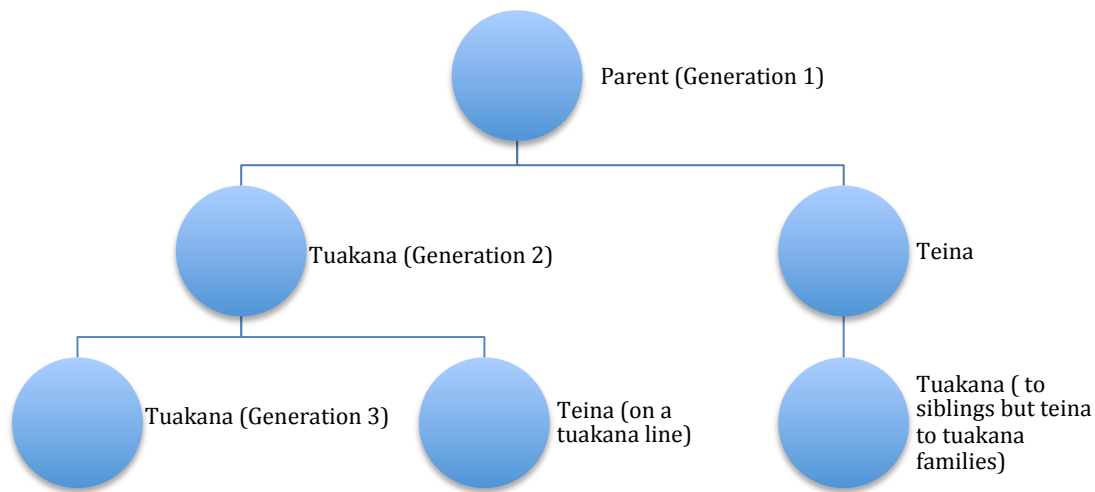 Parent (Generation 1)
Tuakana (Generation 2)
Teina
Tuakana (Generation 3)
Teina (on a
tuakana line)
Tuakana ( to
siblings but teina
to tuakana
families)